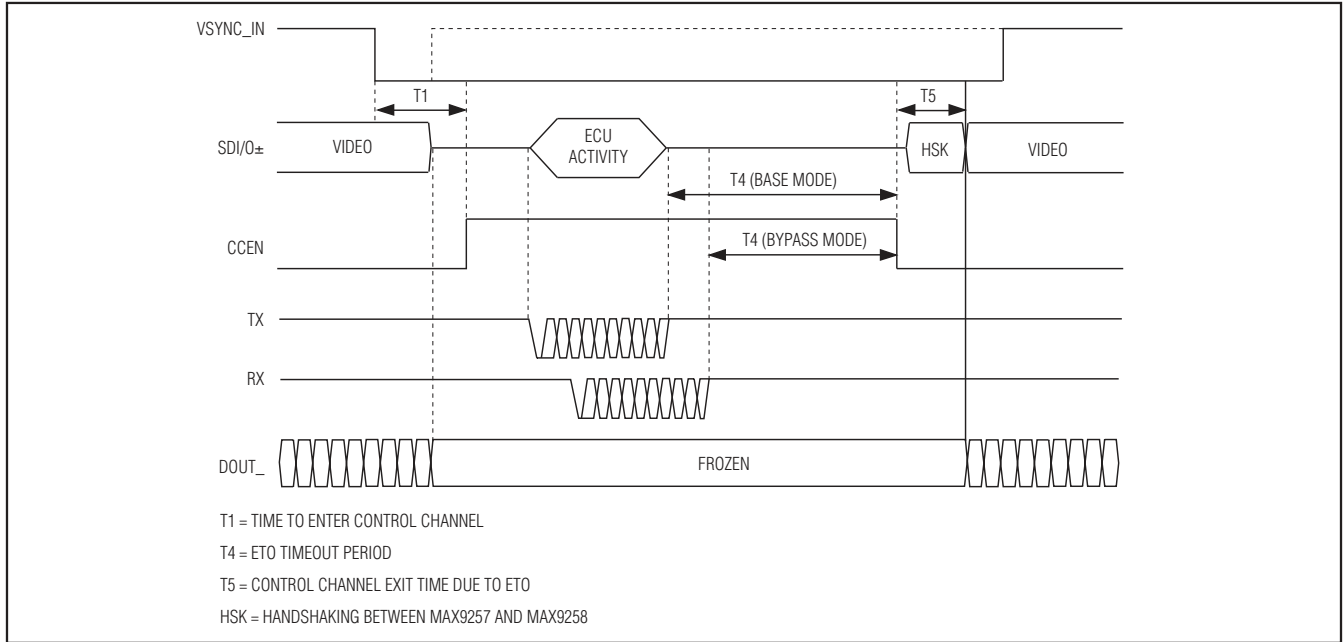 VSYNC_IN
T1
T5
SDI/O±
VIDEO
ECU
ACTIVITY
HSK
VIDEO
T4 (BASE MODE)
CCEN
T4 (BYPASS MODE)
TX
RX
DOUT_
FROZEN
T1 = TIME TO ENTER CONTROL CHANNEL
T4 = ETO TIMEOUT PERIOD
T5 = CONTROL CHANNEL EXIT TIME DUE TO ETO
HSK = HANDSHAKING BETWEEN MAX9257 AND MAX9258